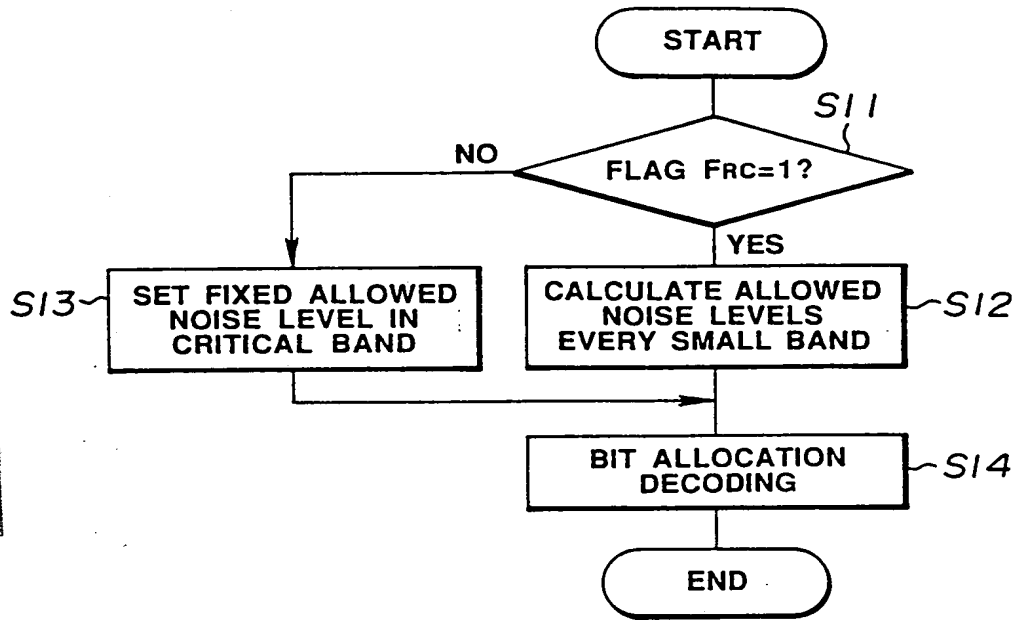 START
S11
FLAG FRC=1?
NO
YES
S13
SET FIXED ALLOWED
NOISE LEVEL IN
CRITICAL BAND
CALCULATE ALLOWED
NOISE LEVELS
EVERY SMALL BAND
S12
BIT ALLOCATION
DECODING
S14
END